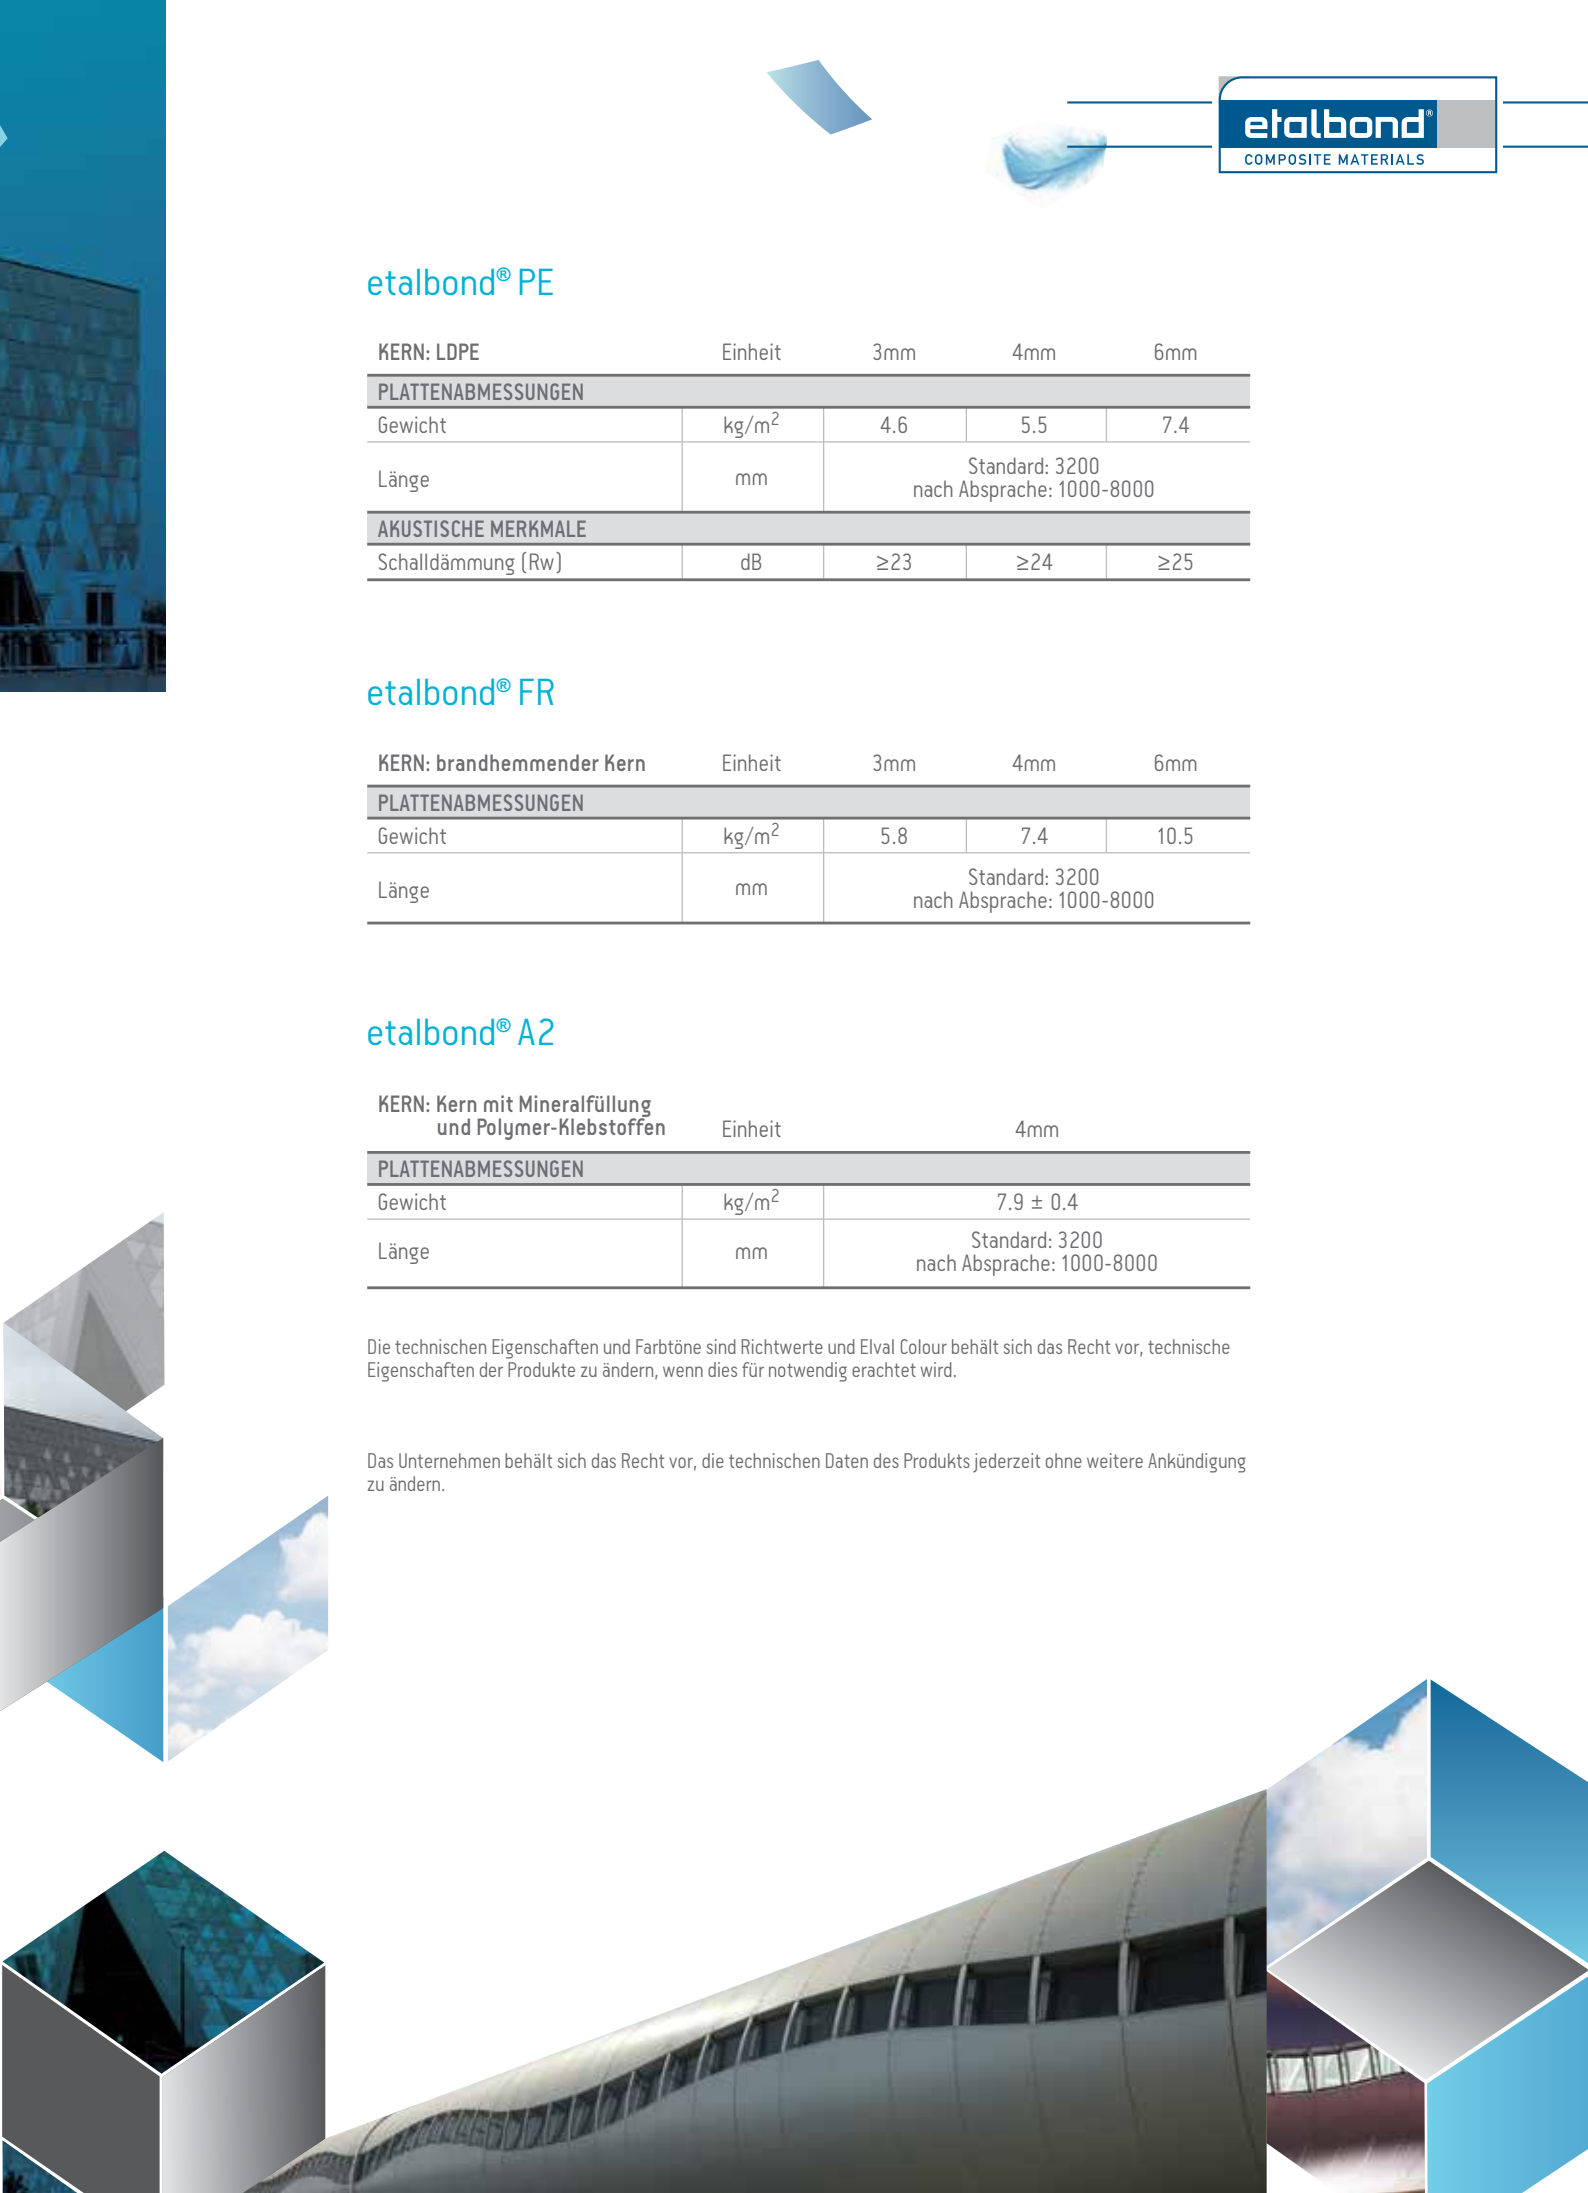 etalbond®
COMPOSITE MATERIALS
etalbond® PE
KERN: LDPE Einheit 3mm 4mm 6mm
PLATTENABMESSUNGEN
Gewicht kg/m² 4.6 5.5 7.4
Länge mm Standard: 3200
nach Absprache: 1000-8000
AKUSTISCHE MERKMALE
Schalldämmung (Rw) dB ≥23 ≥24 ≥25
etalbond® FR
KERN: brandhemmender Kern Einheit 3mm 4mm 6mm
PLATTENABMESSUNGEN
Gewicht kg/m² 5.8 7.4 10.5
Länge mm Standard: 3200
nach Absprache: 1000-8000
etalbond® A2
KERN: Kern mit Mineralfüllung
und Polymer-Klebstoffen Einheit 4mm
PLATTENABMESSUNGEN
Gewicht kg/m² 7.9 ± 0.4
Länge mm Standard: 3200
nach Absprache: 1000-8000
Die technischen Eigenschaften und Farbtöne sind Richtwerte und Elval Colour behält sich das Recht vor, technische
Eigenschaften der Produkte zu ändern, wenn dies für notwendig erachtet wird.
Das Unternehmen behält sich das Recht vor, die technischen Daten des Produkts jederzeit ohne weitere Ankündigung
zu ändern.